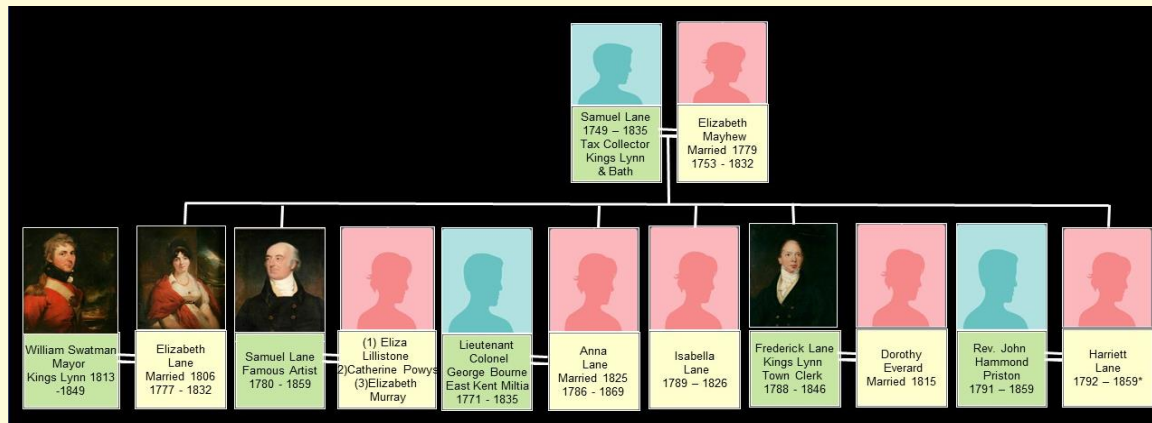 Samuel Lane
1749 – 1835
Tax Collector
Kings Lynn
& Bath
Elizabeth
Mayhew
Married 1779
1753 - 1832
William Swatman
Mayor
Kings Lynn 1813
-1849
Elizabeth
Lane
Married 1806
1777 - 1832
Samuel Lane
Famous Artist
1780 - 1859
(1) Eliza
Lillistone
2)Catherine Powys
(3)Elizabeth
Murray
Lieutenant
Colonel
George Bourne
East Kent Miltia
1771 - 1835
Anna
Lane
Married 1825
1786 - 1869
Isabella
Lane
1789 – 1826
Frederick Lane
Kings Lynn
Town Clerk
1788 - 1846
Dorothy
Everard
Married 1815
Rev. John
Hammond
Priston
1791 – 1859
Harriett
Lane
1792 – 1859*